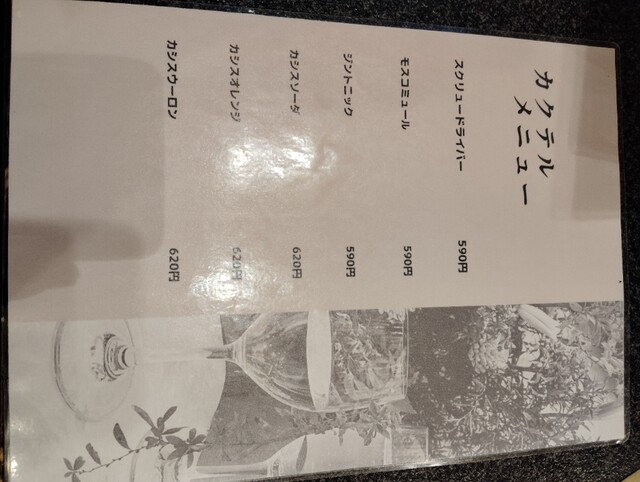 カクテル
メニュー
スクリュードライバー 590円
モスコミュール 590円
ジントニック 590円
カシスソーダ 620円
カシスオレンジ 620円
カシスウーロン 620円